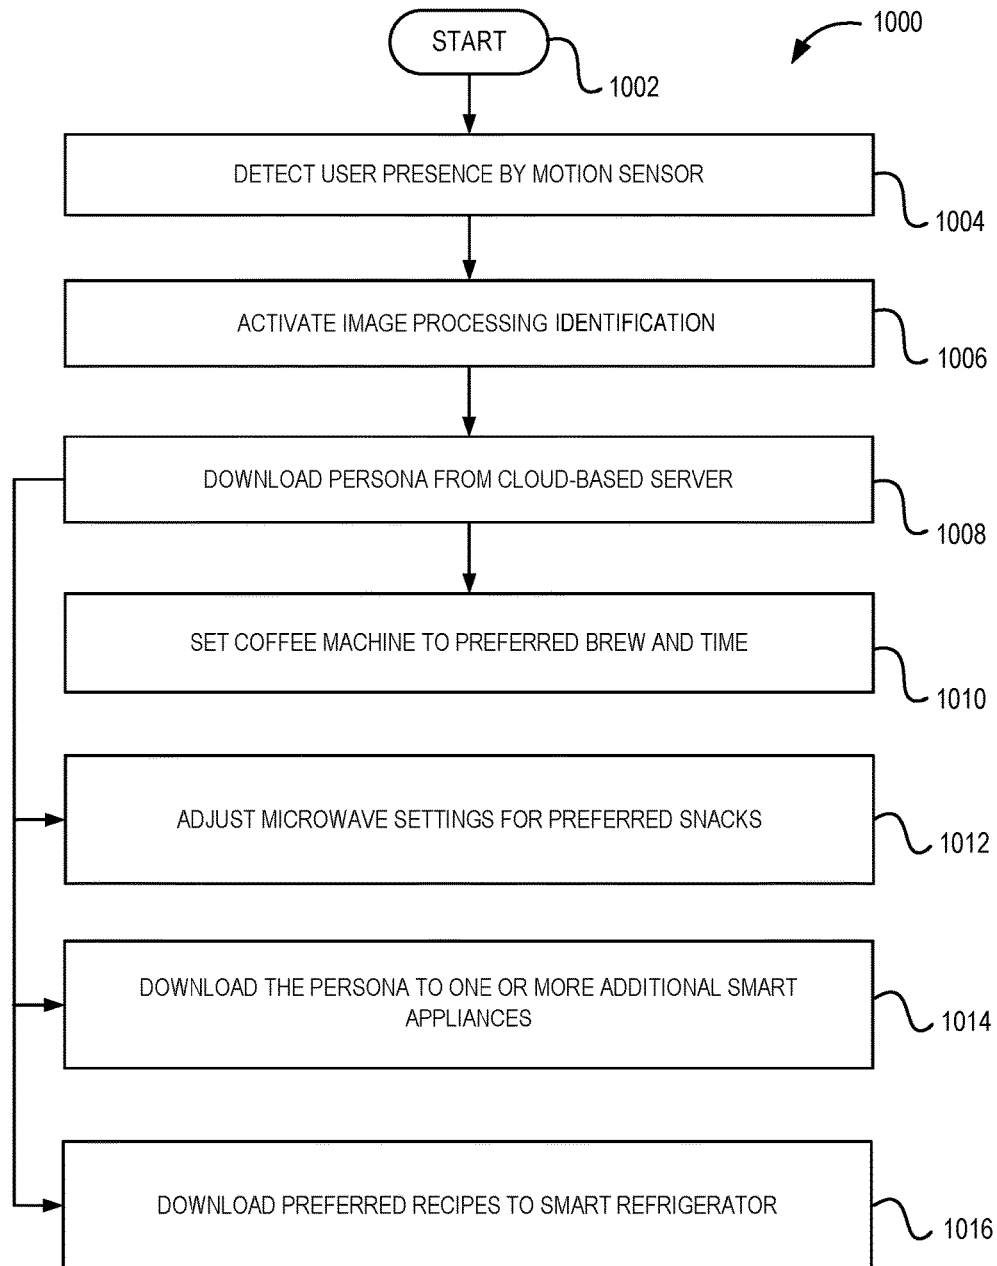 START
1000
1002
DETECT USER PRESENCE BY MOTION SENSOR
1004
ACTIVATE IMAGE PROCESSING IDENTIFICATION
1006
DOWNLOAD PERSONA FROM CLOUD-BASED SERVER
1008
SET COFFEE MACHINE TO PREFERRED BREW AND TIME
1010
ADJUST MICROWAVE SETTINGS FOR PREFERRED SNACKS
1012
DOWNLOAD THE PERSONA TO ONE OR MORE ADDITIONAL SMART
APPLIANCES
1014
DOWNLOAD PREFERRED RECIPES TO SMART REFRIGERATOR
1016